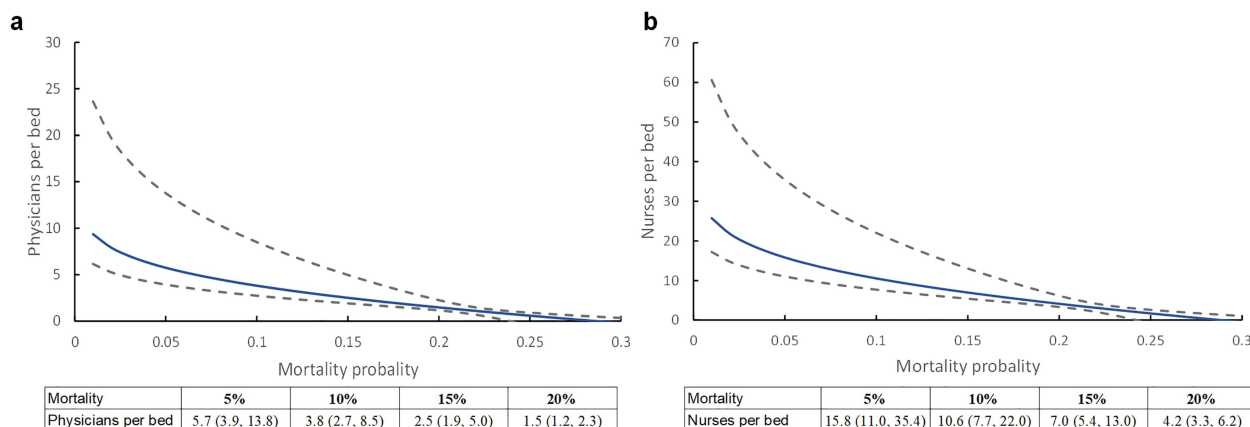 a
30
25
20
15
10
5
0
Physicians per bed
0 0.05 0.1 0.15 0.2 0.25 0.3
Mortality probality
Mortality 5% 10% 15% 20%
Physicians per bed 5.7 (3.9, 13.8) 3.8 (2.7, 8.5) 2.5 (1.9, 5.0) 1.5 (1.2, 2.3)
b
70
60
50
40
30
20
10
0
Nurses per bed
0 0.05 0.1 0.15 0.2 0.25 0.3
Mortality probality
Mortality 5% 10% 15% 20%
Nurses per bed 15.8 (11.0, 35.4) 10.6 (7.7, 22.0) 7.0 (5.4, 13.0) 4.2 (3.3, 6.2)